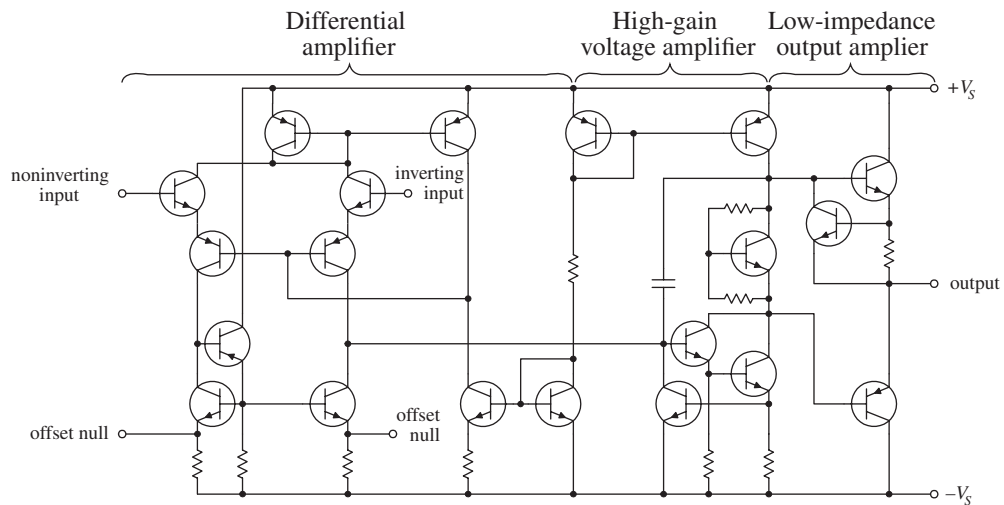 Differential
amplifier
High-gain
voltage amplifier
Low-impedance
output amplier
+V_S
noninverting
input
inverting
input
output
offset null
offset
null
−V_S